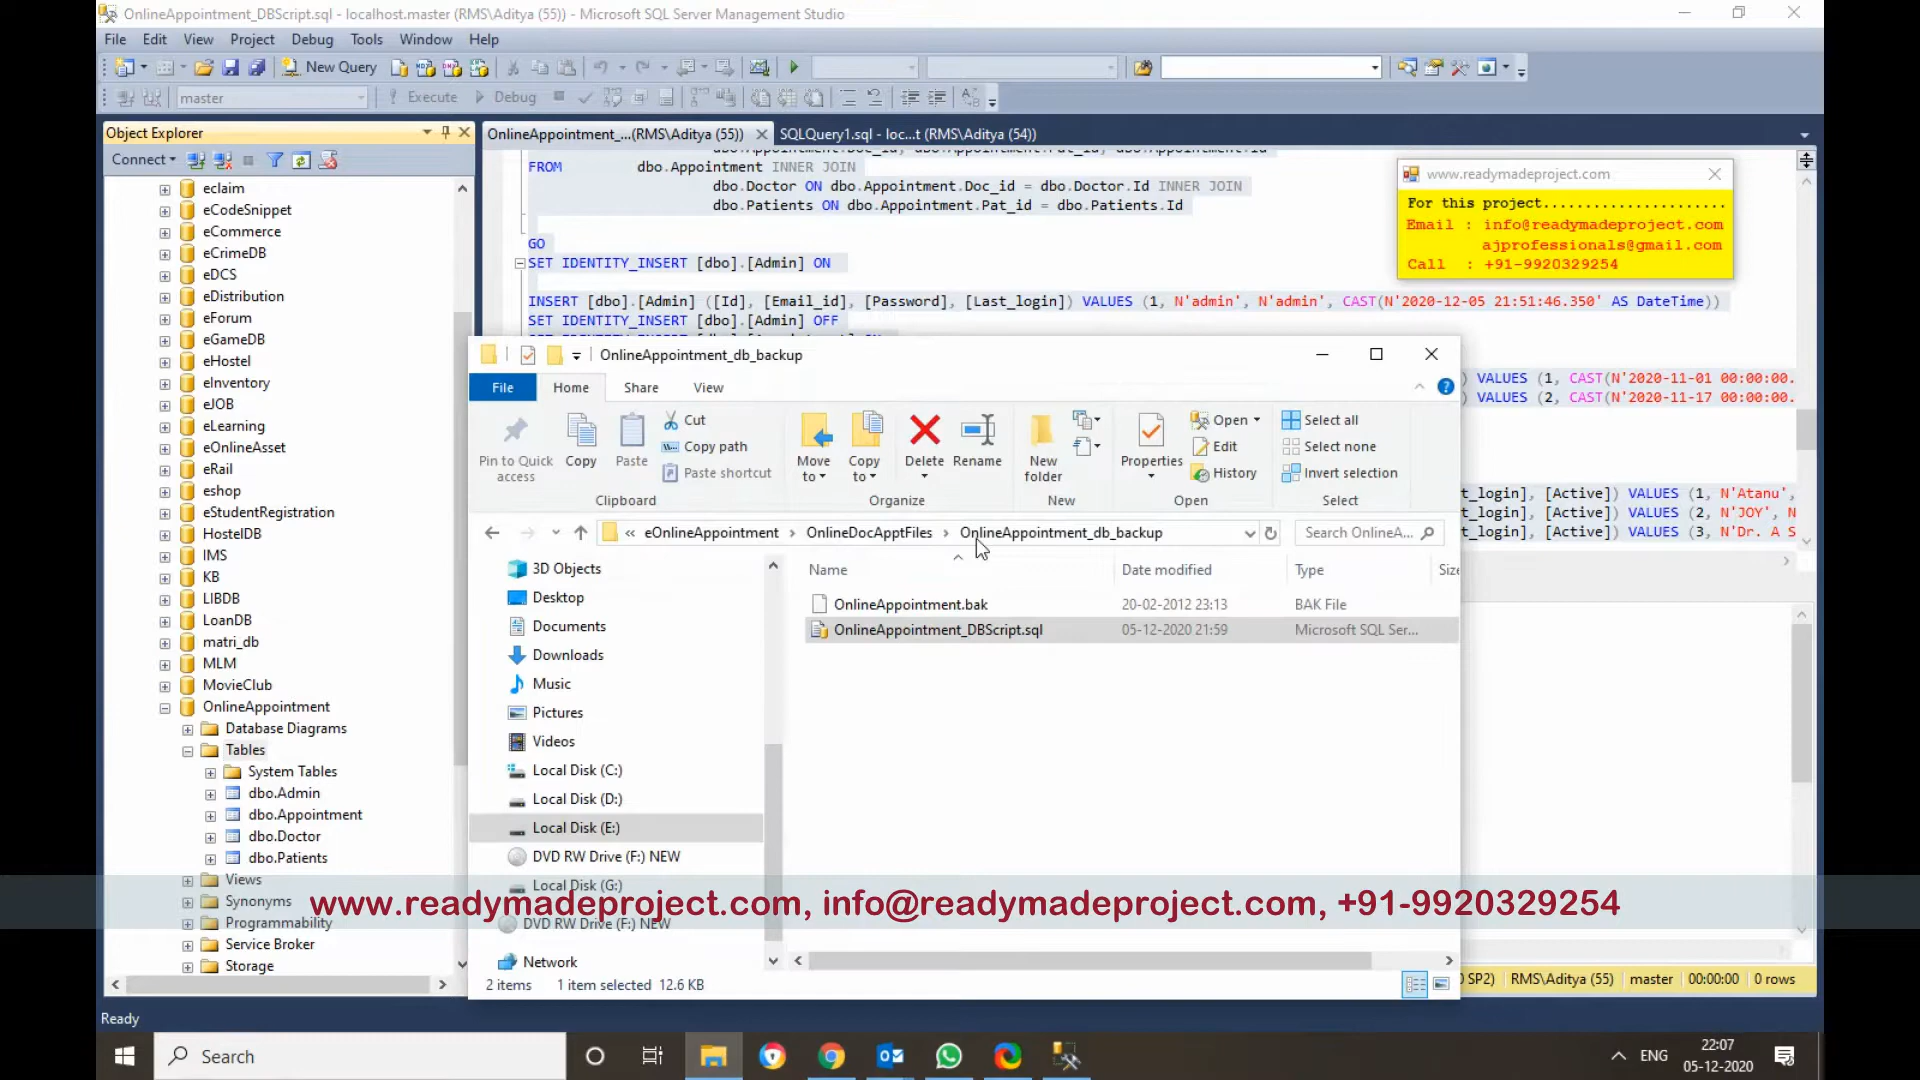 OnlineAppointment_DBScript.sql - localhost.master (RMS\Aditya (55)) - Microsoft SQL Server Management Studio
File Edit View Project Debug Tools Window Help
New Query
master Execute Debug
Object Explorer
Connect
eclaim
eCodeSnippet
eCommerce
eCrimeDB
eDCS
eDistribution
eForum
eGameDB
eHostel
eInventory
eJOB
eLearning
eOnlineAsset
eRail
eshop
eStudentRegistration
HostelDB
IMS
KB
LIBDB
LoanDB
matri_db
MLM
MovieClub
OnlineAppointment
Database Diagrams
Tables
System Tables
dbo.Admin
dbo.Appointment
dbo.Doctor
dbo.Patients
Views
Synonyms
Programmability
Service Broker
Storage
OnlineAppointment_...(RMS\Aditya (55)) SQLQuery1.sql - loc...t (RMS\Aditya (54))
FROM dbo.Appointment INNER JOIN
dbo.Doctor ON dbo.Appointment.Doc_id = dbo.Doctor.Id INNER JOIN
dbo.Patients ON dbo.Appointment.Pat_id = dbo.Patients.Id
GO
SET IDENTITY_INSERT [dbo].[Admin] ON
INSERT [dbo].[Admin] ([Id], [Email_id], [Password], [Last_login]) VALUES (1, N'admin', N'admin', CAST(N'2020-12-05 21:51:46.350' AS DateTime))
SET IDENTITY_INSERT [dbo].[Admin] OFF
) VALUES (1, CAST(N'2020-11-01 00:00:00.
) VALUES (2, CAST(N'2020-11-17 00:00:00.
t_login], [Active]) VALUES (1, N'Atanu',
t_login], [Active]) VALUES (2, N'JOY', N
t_login], [Active]) VALUES (3, N'Dr. A S
www.readymadeproject.com
For this project......................
Email : info@readymadeproject.com
ajprofessionals@gmail.com
Call : +91-9920329254
OnlineAppointment_db_backup
File Home Share View
Pin to Quick access
Copy
Paste
Cut
Copy path
Paste shortcut
Clipboard
Move to
Copy to
Delete
Rename
Organize
New folder
New
Properties
Open
Edit
History
Open
Select all
Select none
Invert selection
Select
« eOnlineAppointment > OnlineDocApptFiles > OnlineAppointment_db_backup
Search OnlineA...
3D Objects
Desktop
Documents
Downloads
Music
Pictures
Videos
Local Disk (C:)
Local Disk (D:)
Local Disk (E:)
DVD RW Drive (F:) NEW
Local Disk (G:)
DVD RW Drive (F:) NEW
Network
Name Date modified Type Size
OnlineAppointment.bak 20-02-2012 23:13 BAK File
OnlineAppointment_DBScript.sql 05-12-2020 21:59 Microsoft SQL Ser...
2 items 1 item selected 12.6 KB
www.readymadeproject.com, info@readymadeproject.com, +91-9920329254
SP2) RMS\Aditya (55) master 00:00:00 0 rows
Ready
Search
ENG
22:07
05-12-2020